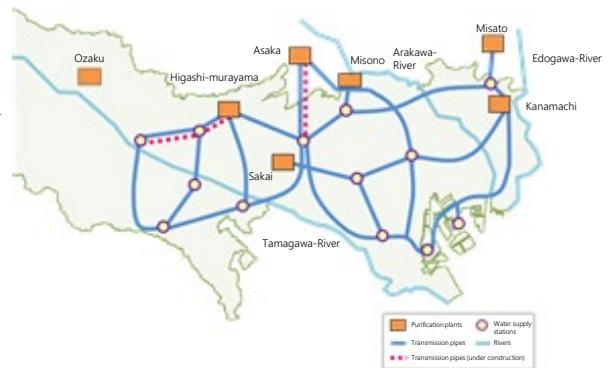 Misato
Asaka
Ozaku
Misono
Arakawa-
River
Edogawa-River
Higashi-murayama
Kanamachi
Sakai
Tamagawa-River
Purification plants
Water supply
stations
Transmission pipes
Rivers
Transmission pipes (under construction)